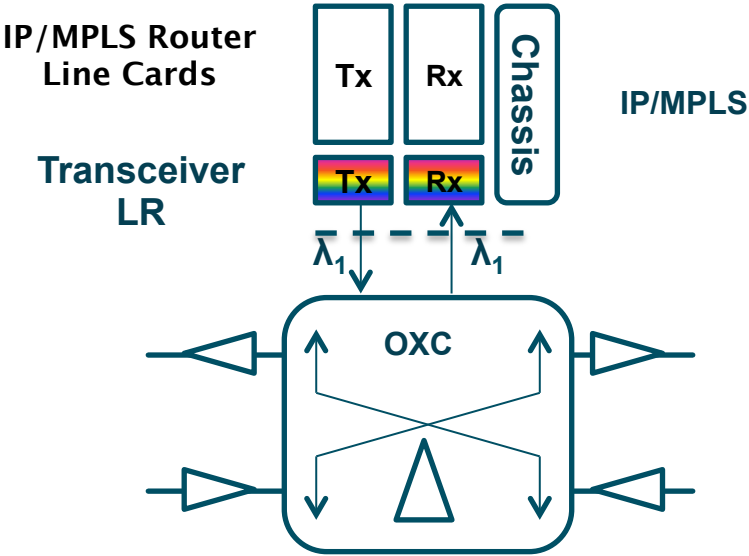 IP/MPLS Router
Line Cards
Tx
Rx
Chassis
IP/MPLS
Transceiver
LR
Tx
Rx
λ1
λ1
OXC